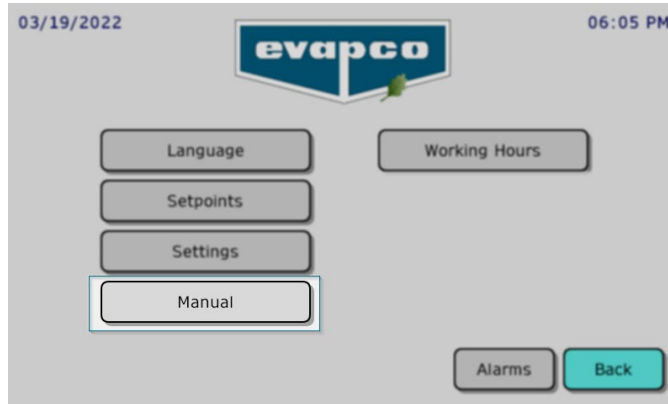 03/19/2022
06:05 PM
evapco
Language
Working Hours
Setpoints
Settings
Manual
Alarms
Back